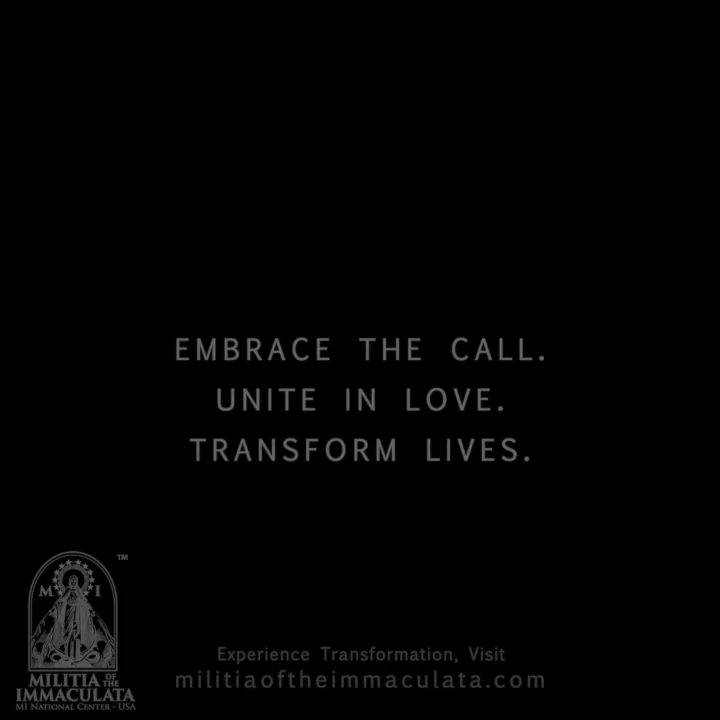 EMBRACE THE CALL.
UNITE IN LOVE.
TRANSFORM LIVES.
TM
M I
MILITIA OF THE
IMMACULATA
MI NATIONAL CENTER - USA
Experience Transformation, Visit
militiaoftheimmaculata.com